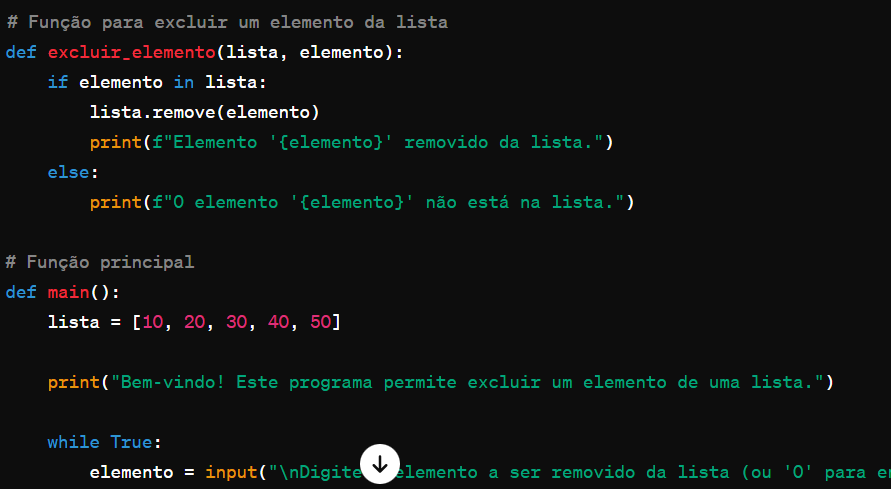 # Função para excluir um elemento da lista
def excluir_elemento(lista, elemento):
    if elemento in lista:
        lista.remove(elemento)
        print(f"Elemento '{elemento}' removido da lista.")
    else:
        print(f"O elemento '{elemento}' não está na lista.")
# Função principal
def main():
    lista = [10, 20, 30, 40, 50]
    print("Bem-vindo! Este programa permite excluir um elemento de uma lista.")
    while True:
        elemento = input("\nDigite elemento a ser removido da lista (ou '0' para